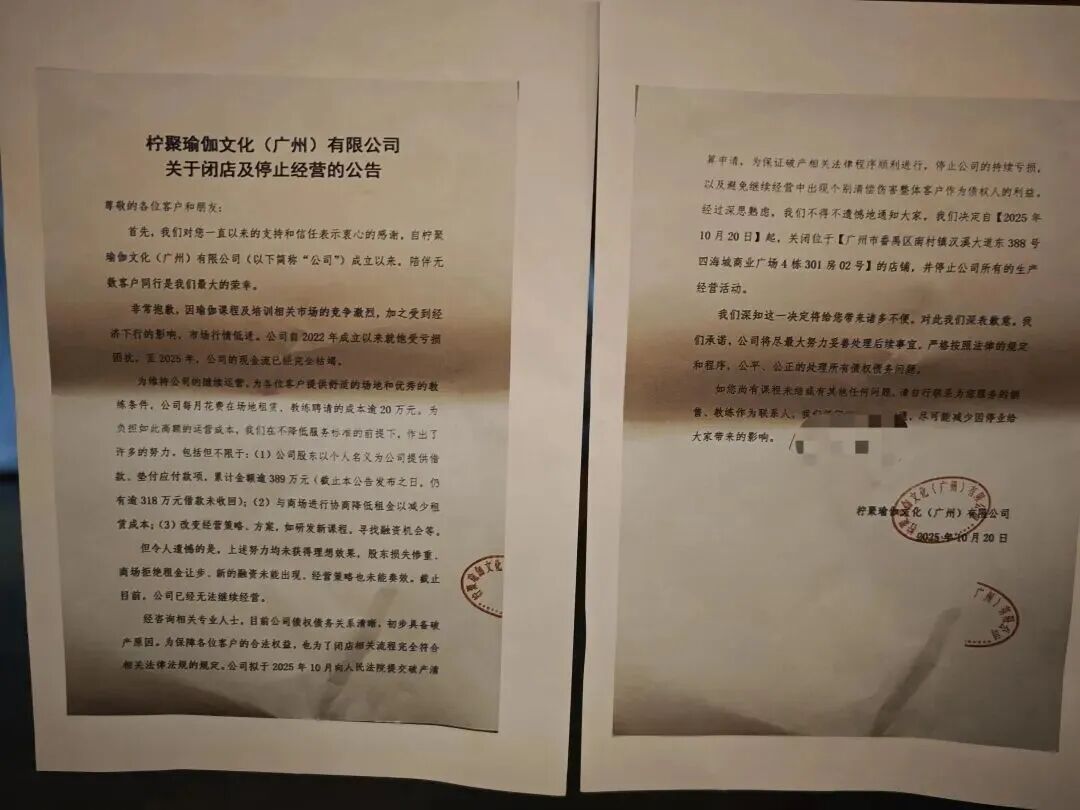 柠聚瑜伽文化（广州）有限公司
关于闭店及停止经营的公告
尊敬的各位客户和朋友：
首先，我们对您一直以来的支持和信任表示衷心的感谢。自柠聚
瑜伽文化（广州）有限公司（以下简称“公司”）成立以来，陪伴无
数客户同行是我们最大的荣幸。
非常抱歉，因瑜伽课程及培训相关市场的竞争激烈，加之受到经
济下行的影响，市场行情低迷。公司自2022年成立以来就饱受亏损
困扰，至2025年，公司的现金流已经完全枯竭。
为维持公司的继续运营，为各位客户提供舒适的场地和优秀的教
练条件，公司每月花费在场地租赁、教练聘请的成本逾20万元。为
负担如此高额的运营成本，我们在不降低服务标准的前提下，作出了
许多的努力，包括但不限于：（1）公司股东以个人名义为公司提供借
款、垫付应付款项，累计金额逾389万元（截止本公告发布之日，仍
有逾318万元借款未收回）；（2）与商场进行协商降低租金以减少租
赁成本；（3）改变经营策略、方案，如研发新课程、寻找融资机会等。
但令人遗憾的是，上述努力均未获得理想效果，股东损失惨重、
商场拒绝租金让步、新的融资未能出现、经营策略也未能奏效。截止
目前，公司已经无法继续经营。
经咨询相关专业人士，目前公司债权债务关系清晰，初步具备破
产原因。为保障各位客户的合法权益，也为了闭店相关流程完全符合
相关法律法规的规定。公司拟于2025年10月向人民法院提交破产清
柠聚瑜伽文化
算申请，为保证破产相关法律程序顺利进行，停止公司的持续亏损，
以及避免继续经营中出现个别清偿伤害整体客户作为债权人的利益。
经过深思熟虑，我们不得不遗憾地通知大家，我们决定自【2025年
10月20日】起，关闭位于【广州市番禺区南村镇汉溪大道东388号
四海城商业广场4栋301房02号】的店铺，并停止公司所有的生产
经营活动。
我们深知这一决定将给您带来诸多不便，对此我们深表歉意。我
们承诺，公司将尽最大努力妥善处理后续事宜，严格按照法律的规定
和程序，公平、公正的处理所有债权债务问题。
如您尚有课程未结或有其他任何问题，请自行联系为您服务的销
售、教练作为联系人，我们 ，尽可能减少因停业给
大家带来的影响。
柠聚瑜伽文化（广州）有限公司
柠聚瑜伽文化（广州）有限公司
2025年10月20日
广州）有限公司